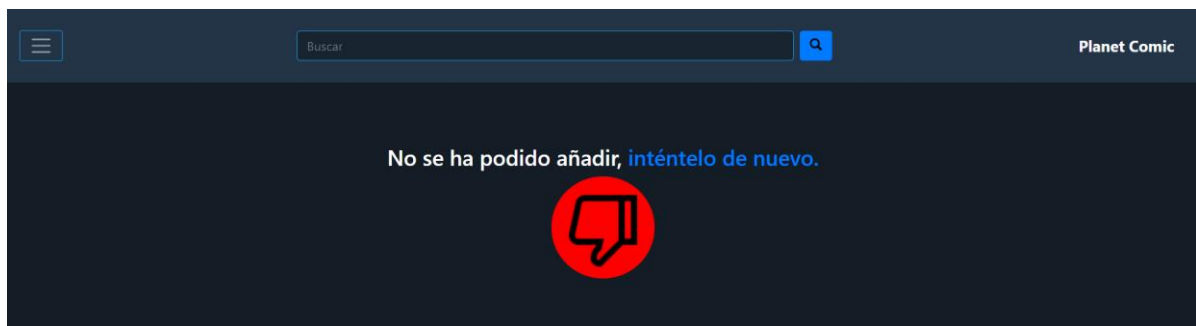 Buscar
Planet Comic
No se ha podido añadir, inténtelo de nuevo.